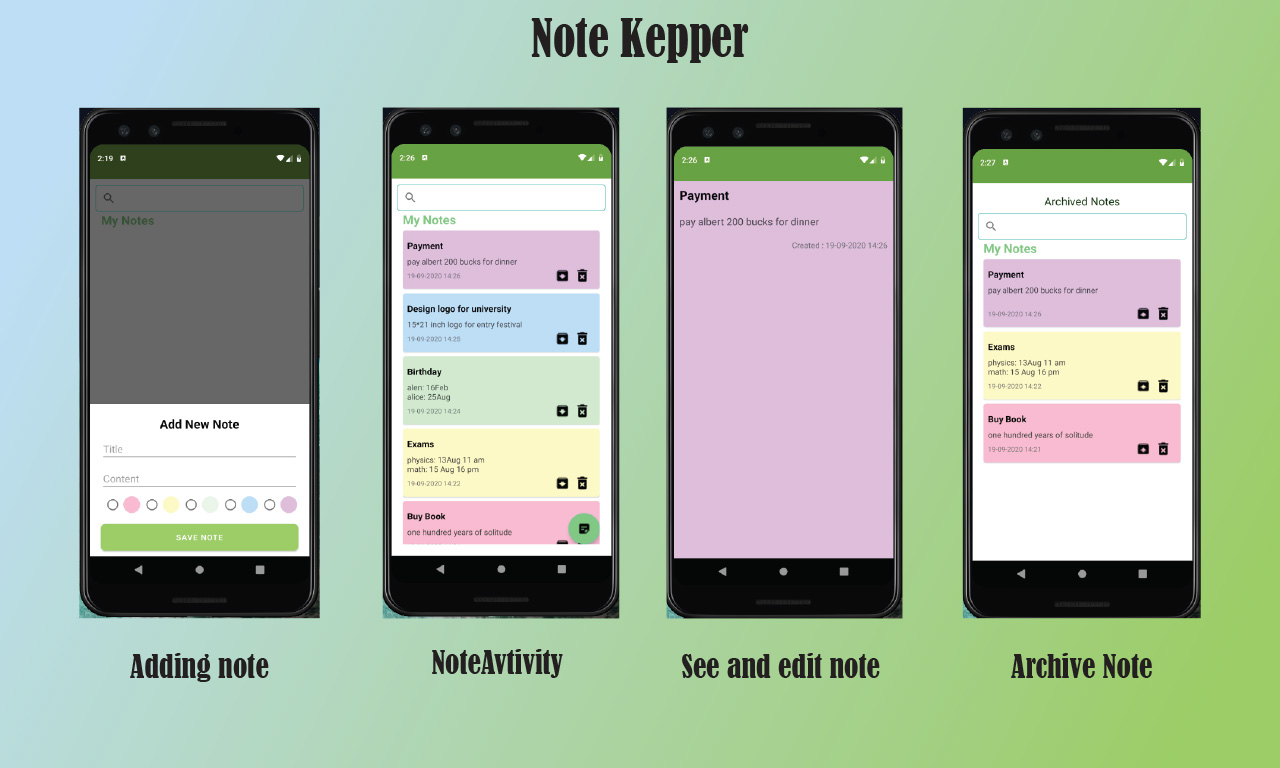 Note Kepper
2:19
My Notes
Add New Note
Title
Content
SAVE NOTE
Adding note
2:26
My Notes
Payment
pay albert 200 bucks for dinner
19-09-2020 14:26
Design logo for university
15*21 inch logo for entry festival
19-09-2020 14:25
Birthday
alen: 16Feb
alice: 25Aug
19-09-2020 14:24
Exams
physics: 13Aug 11 am
math: 15 Aug 16 pm
19-09-2020 14:22
Buy Book
one hundred years of solitude
NoteAvtivity
2:26
Payment
pay albert 200 bucks for dinner
Created : 19-09-2020 14:26
See and edit note
2:27
Archived Notes
My Notes
Payment
pay albert 200 bucks for dinner
19-09-2020 14:26
Exams
physics: 13Aug 11 am
math: 15 Aug 16 pm
19-09-2020 14:22
Buy Book
one hundred years of solitude
19-09-2020 14:21
Archive Note